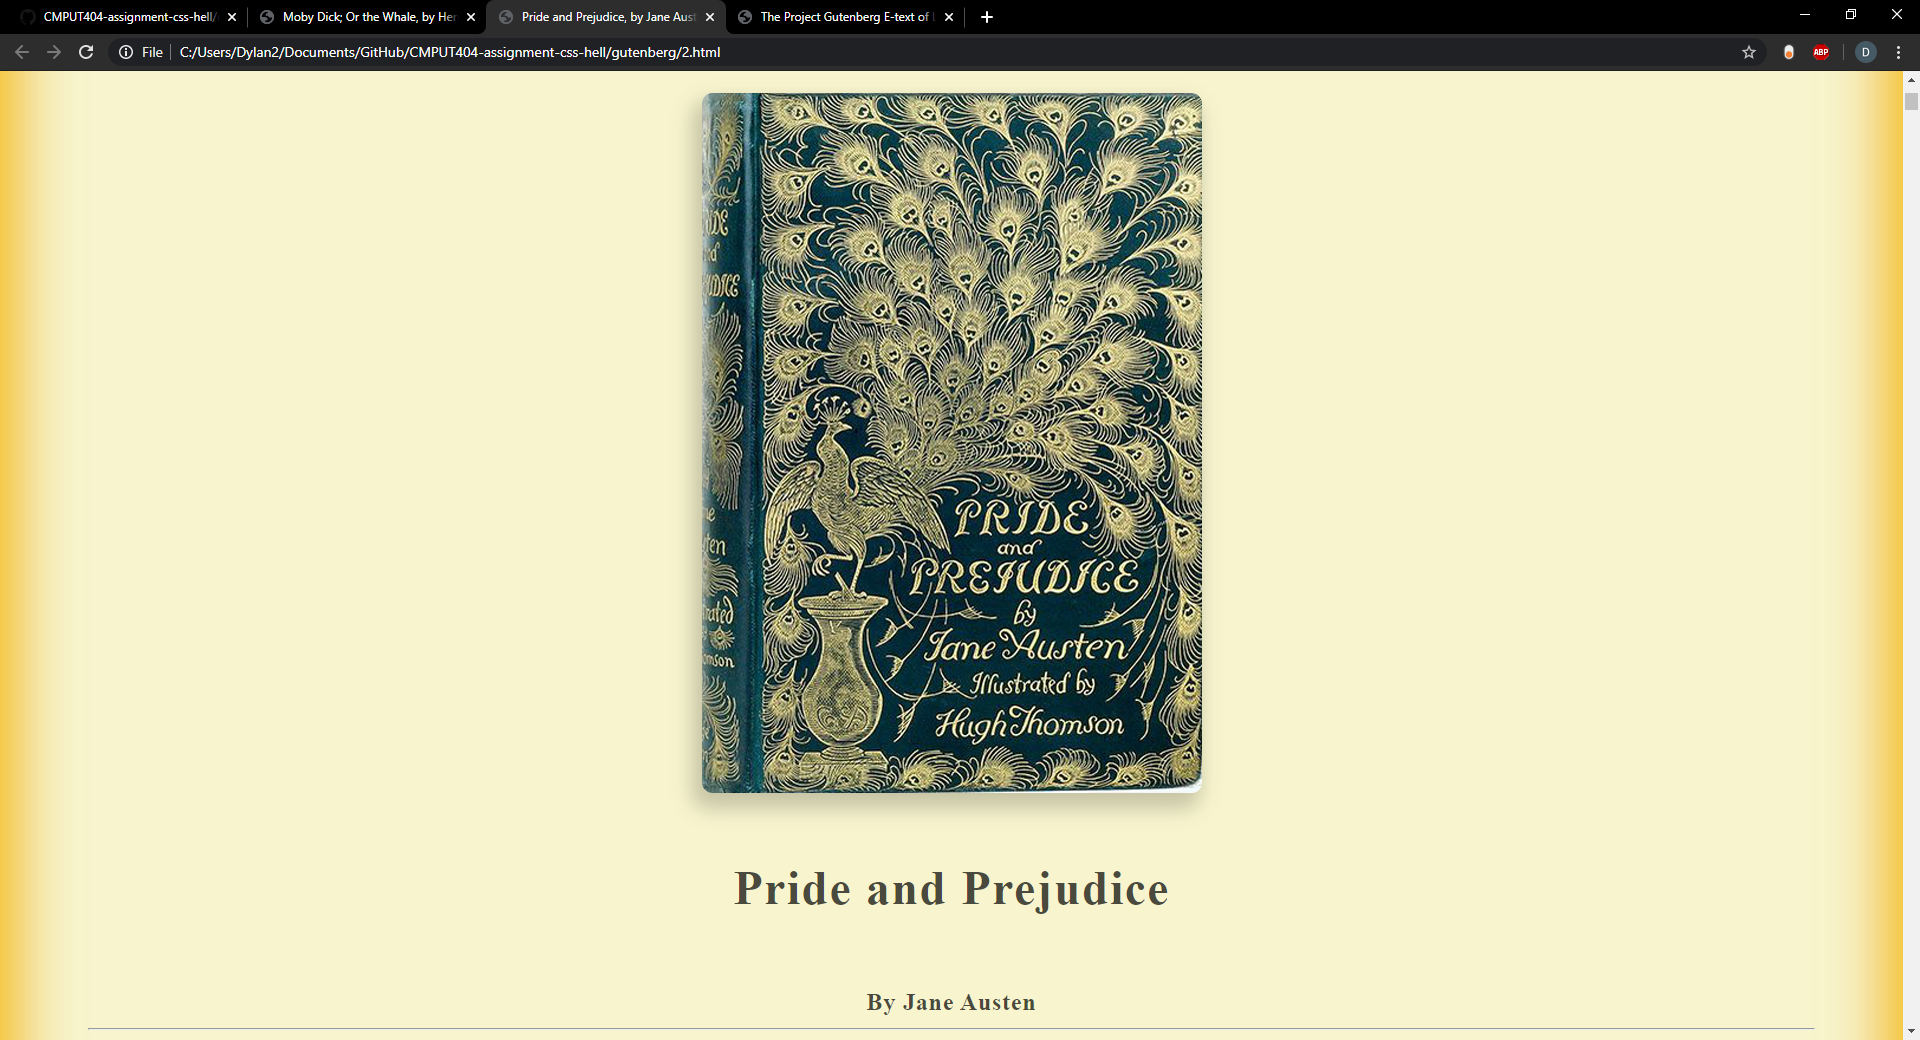 CMPUT404-assignment-css-hell/
Moby Dick; Or the Whale, by Her
Pride and Prejudice, by Jane Aus
The Project Gutenberg E-text of
File
C:/Users/Dylan2/Documents/GitHub/CMPUT404-assignment-css-hell/gutenberg/2.html
ABP
D
PRIDE
and
PREJUDICE
by
Jane Austen
Illustrated by
Hugh Thomson
Pride and Prejudice
By Jane Austen